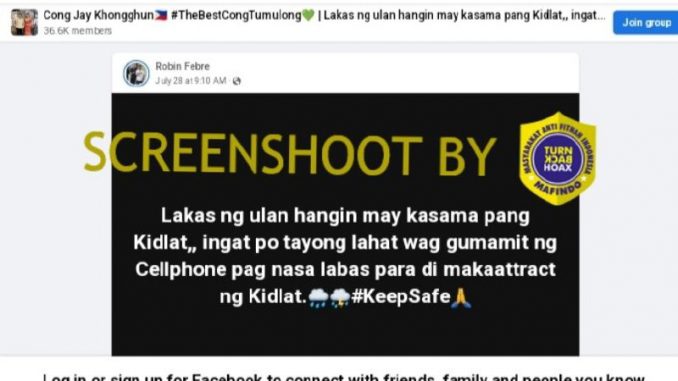 Cong Jay Khongghun🇵🇭 #TheBestCongTumulong💚 | Lakas ng ulan hangin may kasama pang Kidlat,, ingat...
36.6K members
Join group
Robin Febre
July 28 at 9:10 AM ·
SCREENSHOOT BY
MASYARAKAT ANTI FITNAH INDONESIA
TURN
BACK
HOAX
MAFINDO
Lakas ng ulan hangin may kasama pang
Kidlat,, ingat po tayong lahat wag gumamit ng
Cellphone pag nasa labas para di makaattract
ng Kidlat.🌧️⛈️#KeepSafe🙏
Log in or sign up for Facebook to connect with friends, family and people you know